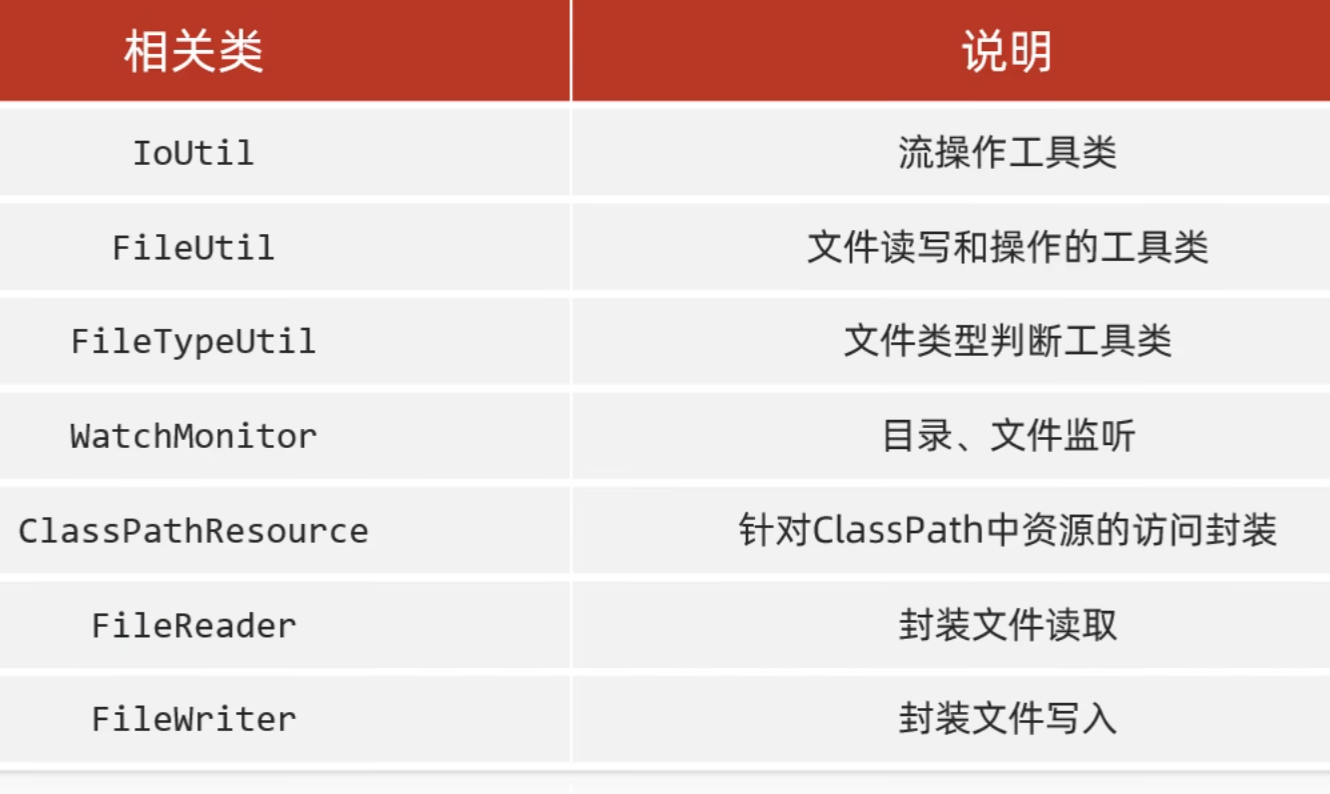 相关类 说明
IoUtil 流操作工具类
FileUtil 文件读写和操作的工具类
FileTypeUtil 文件类型判断工具类
WatchMonitor 目录、文件监听
ClassPathResource 针对ClassPath中资源的访问封装
FileReader 封装文件读取
FileWriter 封装文件写入